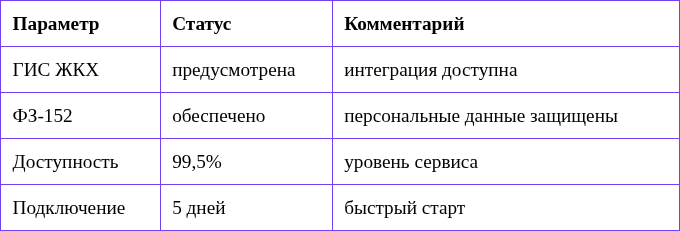 Параметр Статус Комментарий
ГИС ЖКХ предусмотрена интеграция доступна
ФЗ-152 обеспечено персональные данные защищены
Доступность 99,5% уровень сервиса
Подключение 5 дней быстрый старт